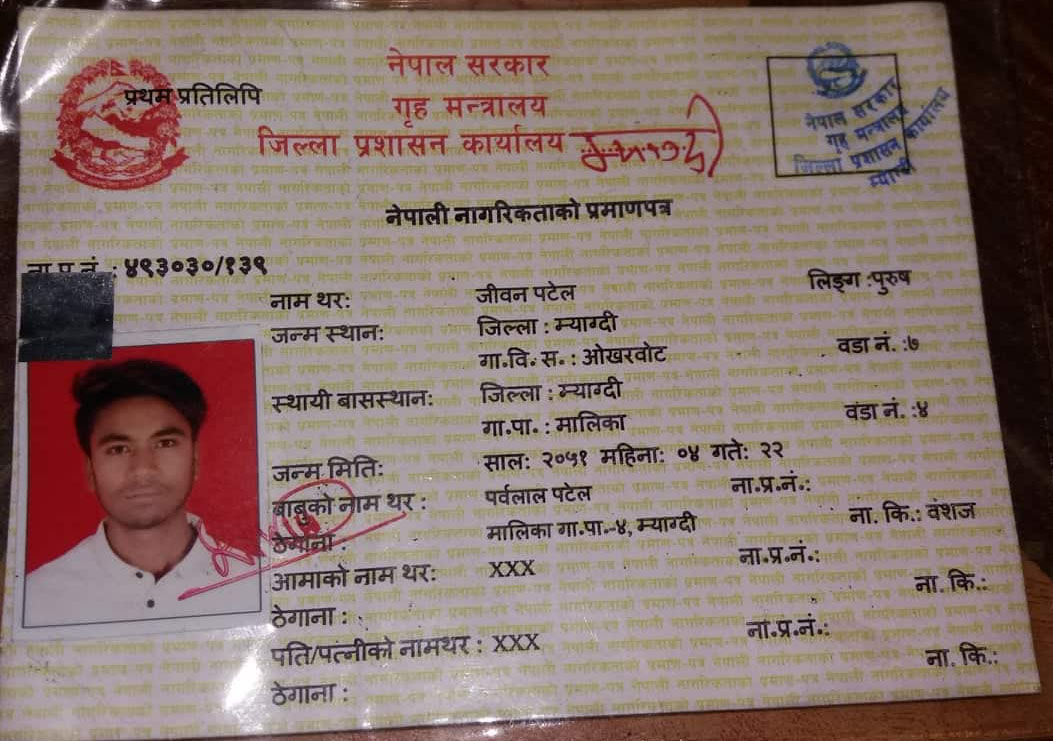 नेपाल सरकार
प्रथम प्रतिलिपि
गृह मन्त्रालय
जिल्ला प्रशासन कार्यालय
नेपाल सरकार
गृह मन्त्रालय
जिल्ला प्रशासन कार्यालय
म्याग्दी
नेपाली नागरिकताको प्रमाणपत्र
ना.प्र.नं. : ४९३०३०/१३९
नाम थर: जीवन पटेल लिङ्ग :पुरुष
जन्म स्थान: जिल्ला : म्याग्दी
गा.वि.स. : ओखरवोट वडा नं. :७
स्थायी बासस्थान: जिल्ला : म्याग्दी
गा.पा. : मालिका वडा नं. :४
जन्म मिति: साल: २०५१ महिना: ०४ गते: २२
बाबुको नाम थर : पर्वलाल पटेल ना.प्र.नं.:
ठेगाना : मालिका गा.पा.-४, म्याग्दी ना. कि.: वंशज
आमाको नाम थर: XXX ना.प्र.नं.:
ठेगाना : ना. कि.:
पति/पत्नीको नामथर : XXX ना.प्र.नं.:
ठेगाना : ना. कि.: